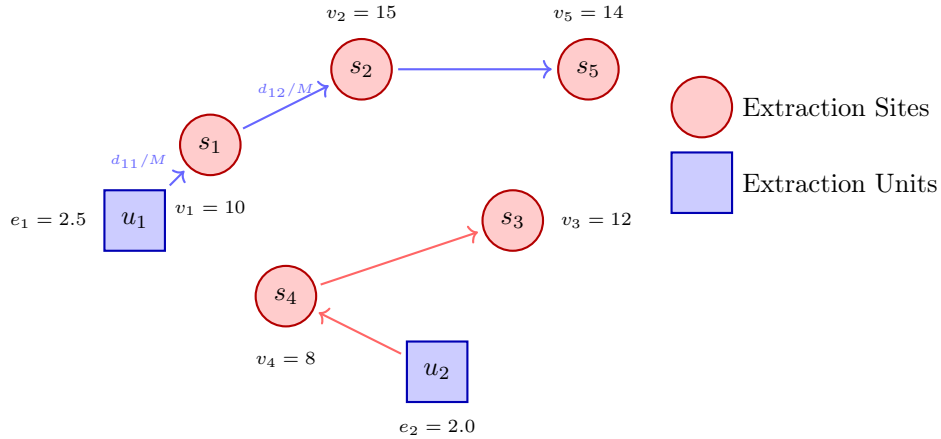 v₂ = 15
v₅ = 14
s₂
s₅
d₁₂/M
Extraction Sites
s₁
d₁₁/M
Extraction Units
e₁ = 2.5
u₁
v₁ = 10
s₃
v₃ = 12
s₄
v₄ = 8
u₂
e₂ = 2.0